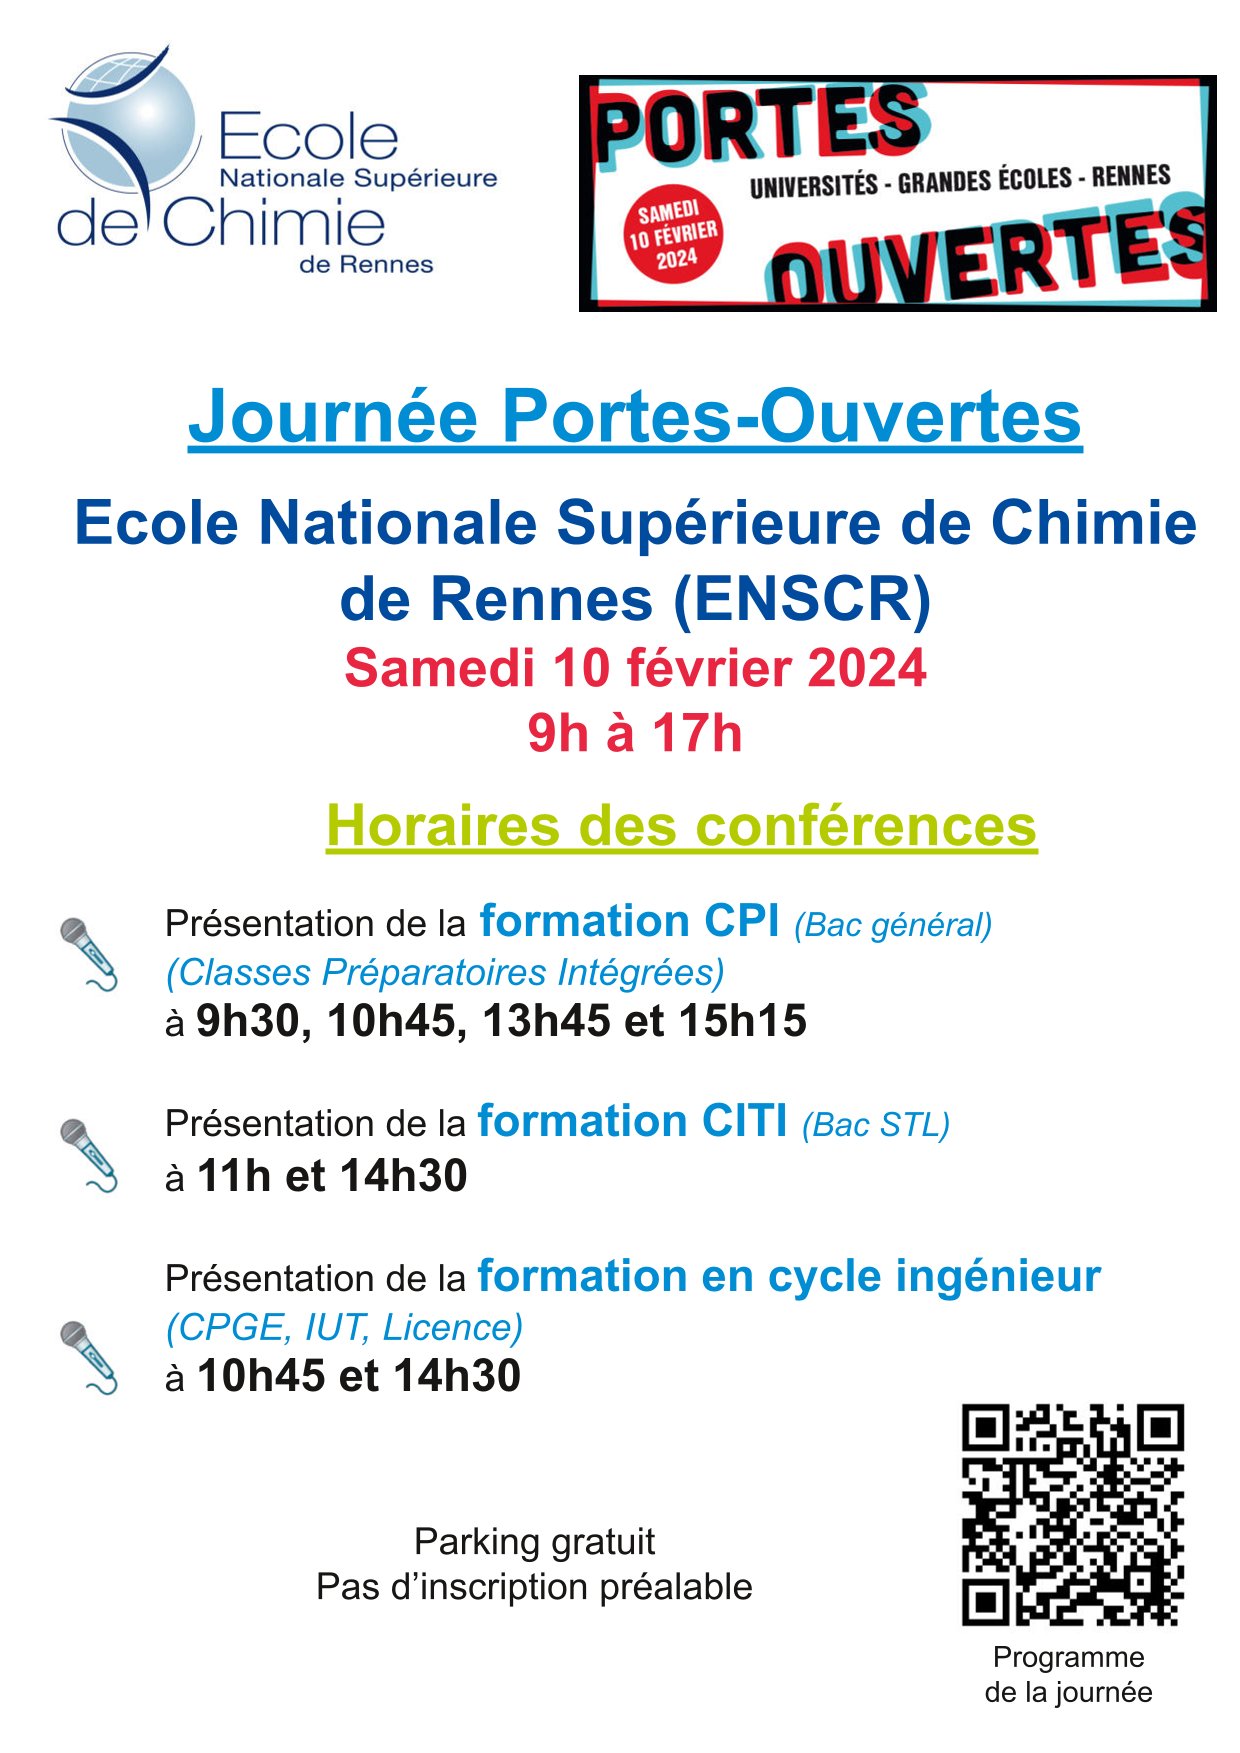 Ecole
Nationale Supérieure
de Chimie
de Rennes
PORTES
UNIVERSITÉS - GRANDES ÉCOLES - RENNES
SAMEDI
10 FÉVRIER
2024
OUVERTES
Journée Portes-Ouvertes
Ecole Nationale Supérieure de Chimie
de Rennes (ENSCR)
Samedi 10 février 2024
9h à 17h
Horaires des conférences
Présentation de la formation CPI (Bac général)
(Classes Préparatoires Intégrées)
à 9h30, 10h45, 13h45 et 15h15
Présentation de la formation CITI (Bac STL)
à 11h et 14h30
Présentation de la formation en cycle ingénieur
(CPGE, IUT, Licence)
à 10h45 et 14h30
Parking gratuit
Pas d’inscription préalable
Programme
de la journée